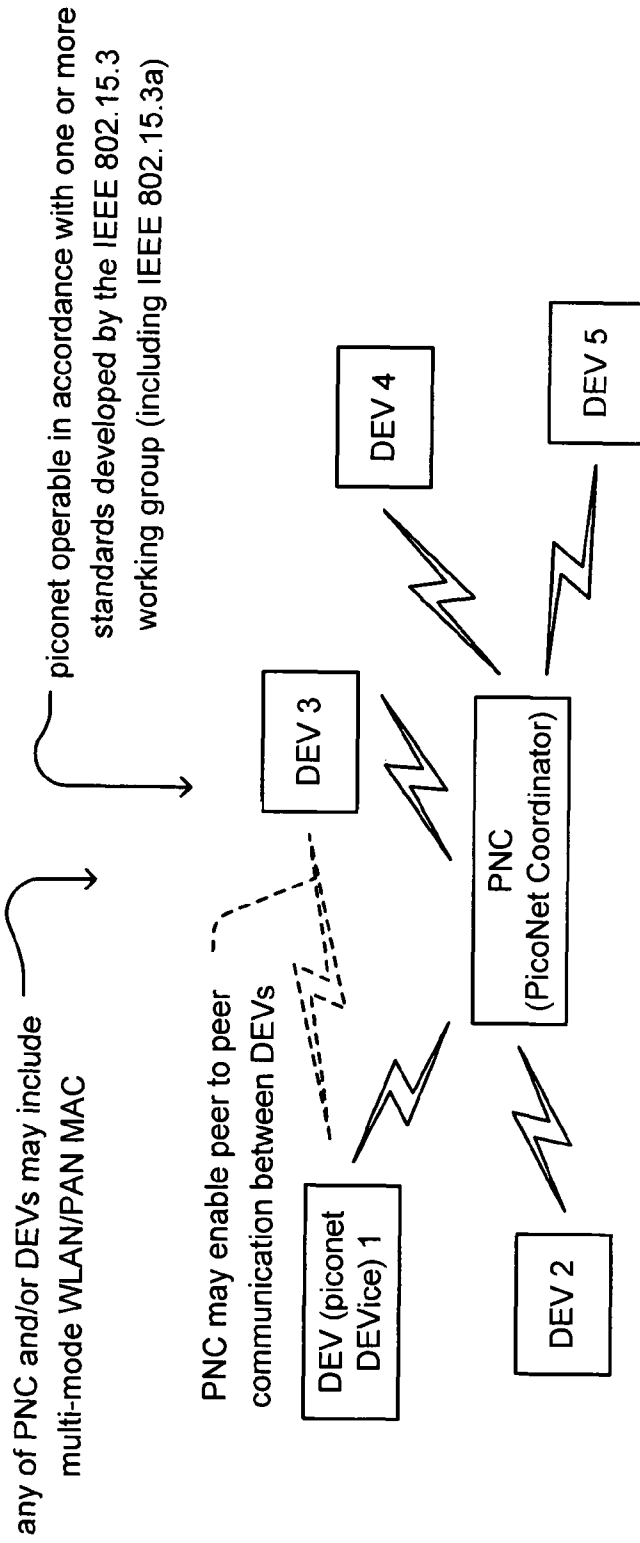 any of PNC and/or DEVs may include
multi-mode WLAN/PAN MAC
piconet operable in accordance with one or more
standards developed by the IEEE 802.15.3
working group (including IEEE 802.15.3a)
PNC may enable peer to peer
communication between DEVs
DEV (piconet
DEVice) 1
DEV 3
DEV 4
DEV 2
PNC
(PicoNet Coordinator)
DEV 5